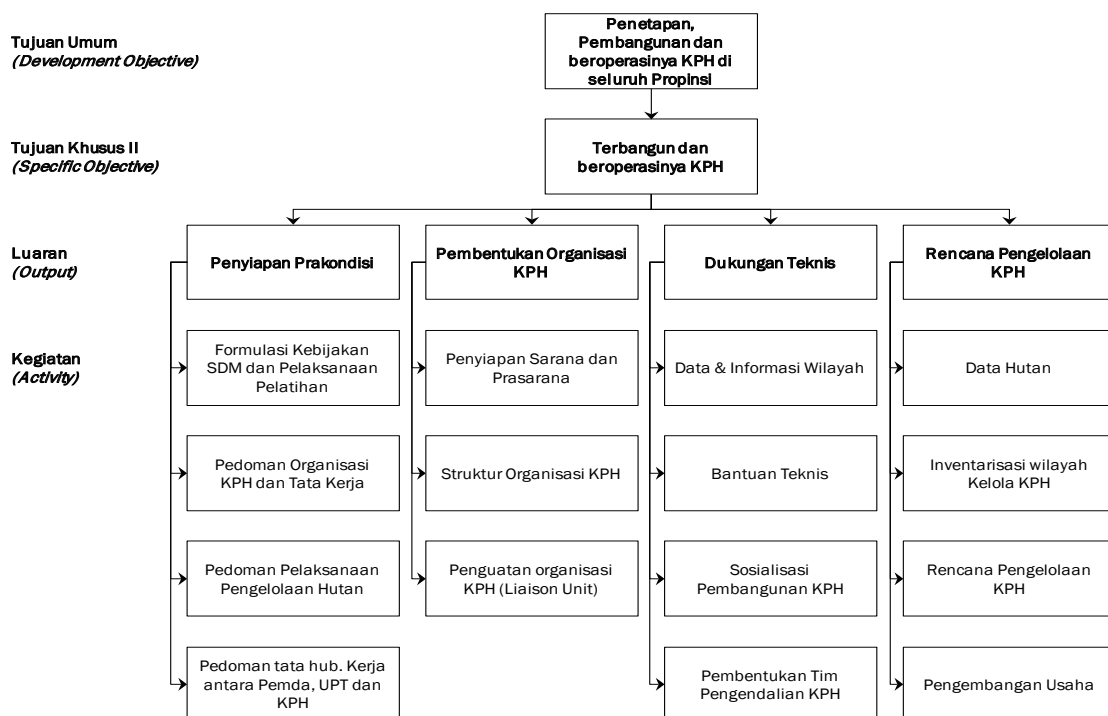 Tujuan Umum
(Development Objective)
Penetapan,
Pembangunan dan
beroperasinya KPH di
seluruh Propinsi
Tujuan Khusus II
(Specific Objective)
Terbangun dan
beroperasinya KPH
Luaran
(Output)
Penyiapan Prakondisi
Pembentukan Organisasi
KPH
Dukungan Teknis
Rencana Pengelolaan
KPH
Kegiatan
(Activity)
Formulasi Kebijakan
SDM dan Pelaksanaan
Pelatihan
Penyiapan Sarana dan
Prasarana
Data & Informasi Wilayah
Data Hutan
Pedoman Organisasi
KPH dan Tata Kerja
Struktur Organisasi KPH
Bantuan Teknis
Inventarisasi wilayah
Kelola KPH
Pedoman Pelaksanaan
Pengelolaan Hutan
Penguatan organisasi
KPH (Liaison Unit)
Sosialisasi
Pembangunan KPH
Rencana Pengelolaan
KPH
Pedoman tata hub. Kerja
antara Pemda, UPT dan
KPH
Pembentukan Tim
Pengendalian KPH
Pengembangan Usaha